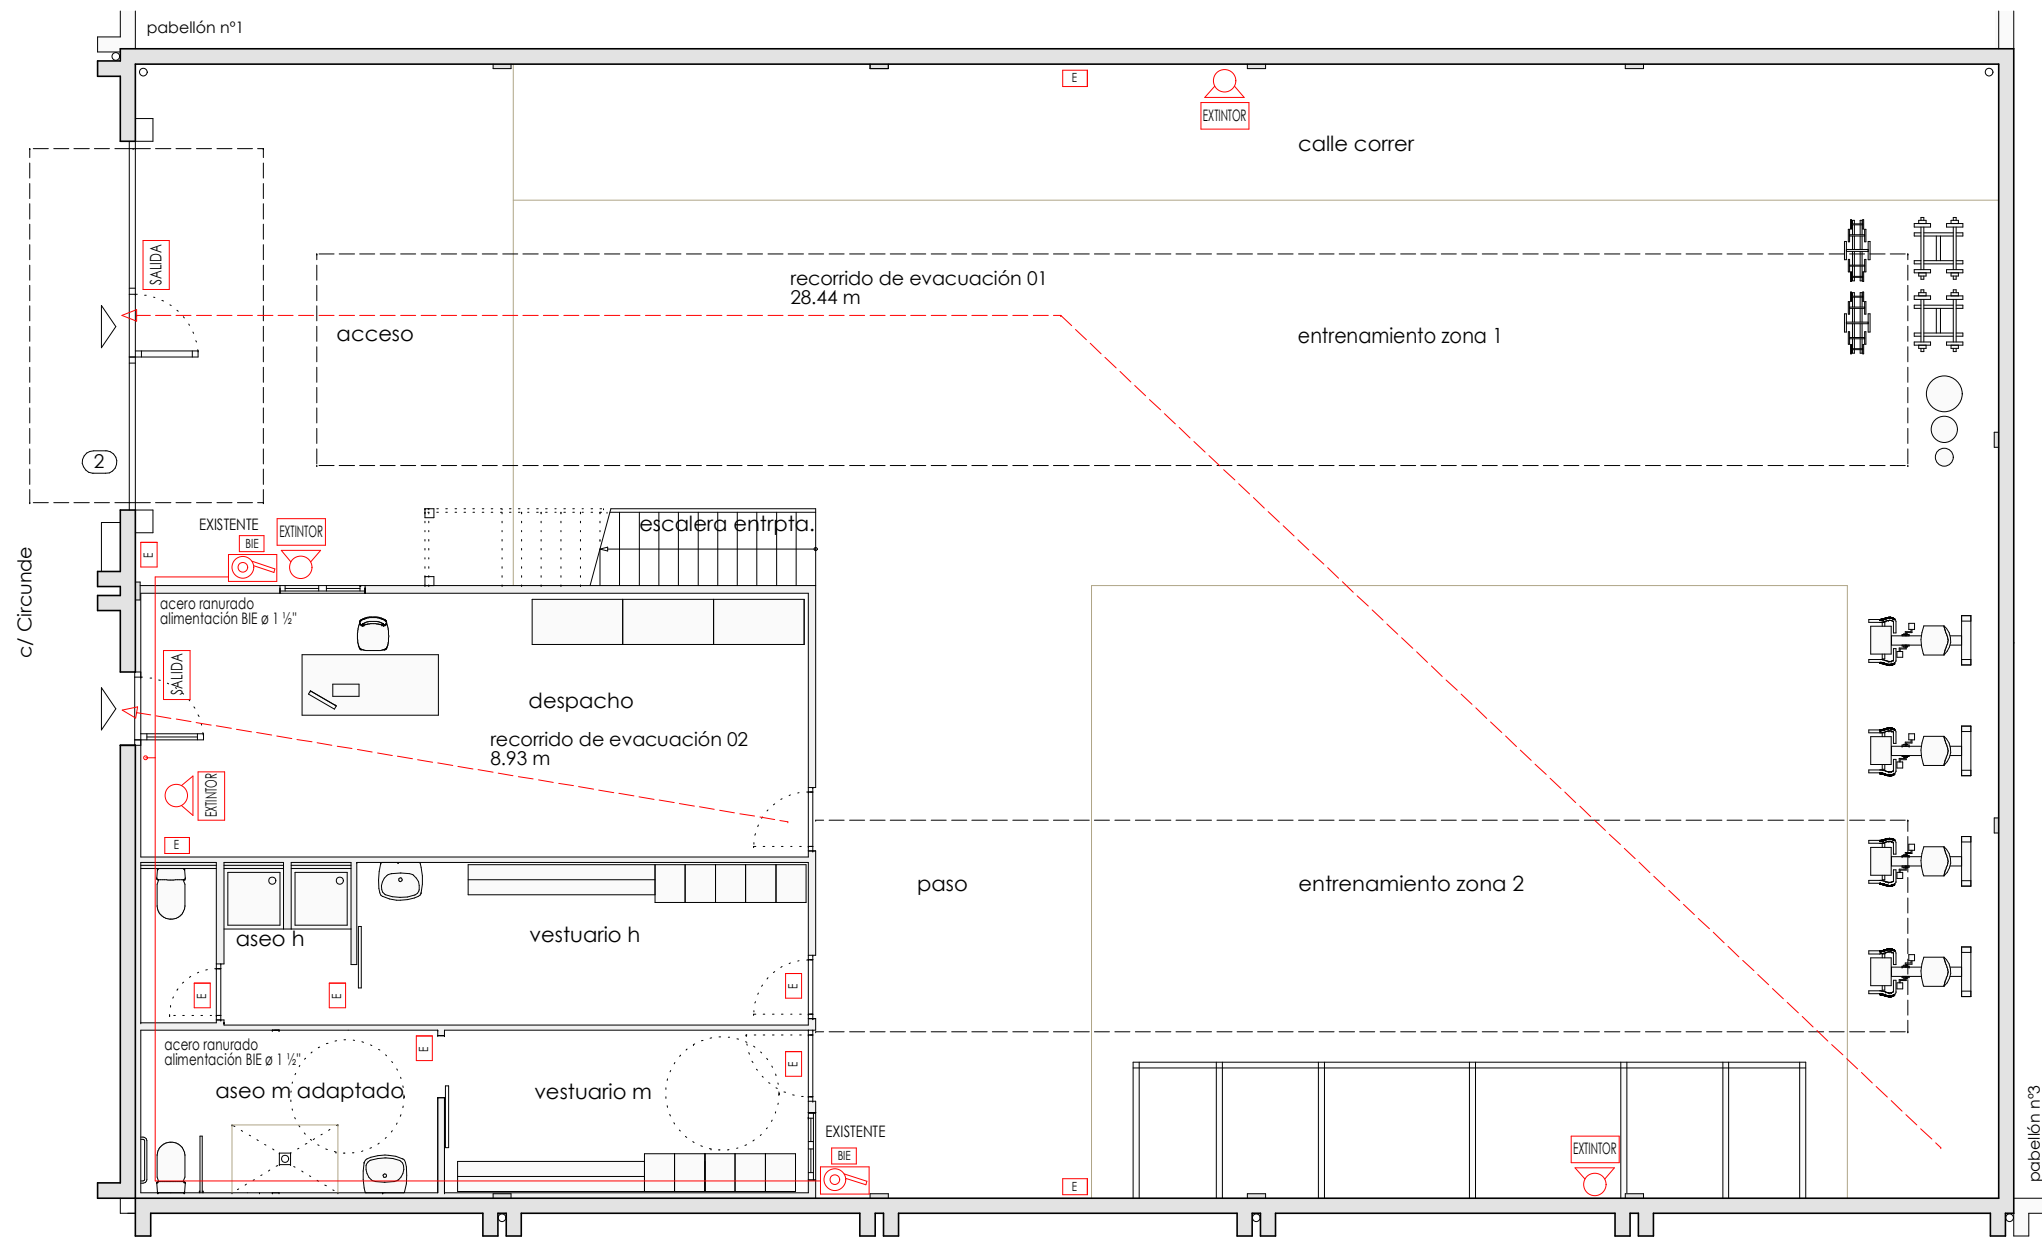 pabellón nº1
E
EXTINTOR
calle correr
SALIDA
recorrido de evacuación 01
28.44 m
acceso
entrenamiento zona 1
2
c/ Circunde
EXISTENTE
BIE
EXTINTOR
E
escalera entrpta.
acero ranurado
alimentación BIE ø 1 ½"
SALIDA
despacho
recorrido de evacuación 02
8.93 m
EXTINTOR
E
paso
entrenamiento zona 2
aseo h
vestuario h
E
E
E
acero ranurado
alimentación BIE ø 1 ½"
E
E
aseo m adaptado
vestuario m
EXISTENTE
BIE
E
EXTINTOR
pabellón nº3